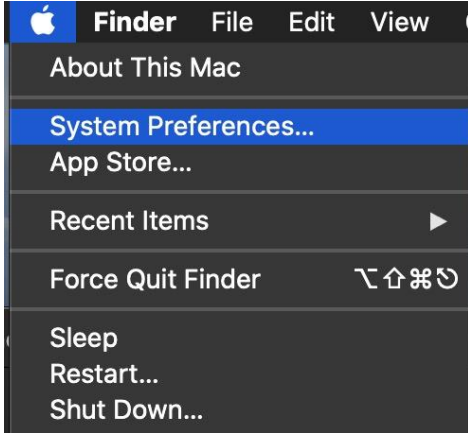 Finder File Edit View
About This Mac
System Preferences...
App Store...
Recent Items ▶
Force Quit Finder ⌥⇧⌘⎋
Sleep
Restart...
Shut Down...